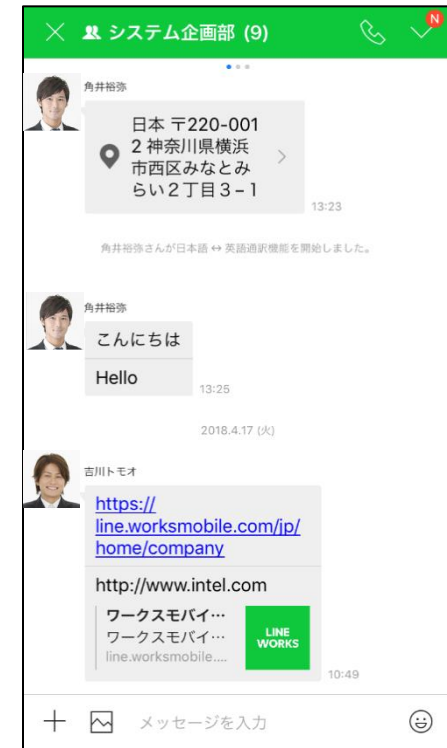 システム企画部 (9)
N
角井裕弥
日本 〒220-001
2 神奈川県横浜
市西区みなとみ
らい2丁目3−1
13:23
角井裕弥さんが日本語 ↔ 英語通訳機能を開始しました。
角井裕弥
こんにちは
Hello
13:25
2018.4.17 (火)
吉川トモオ
https://
line.worksmobile.com/jp/
home/company
http://www.intel.com
ワークスモバイ…
ワークスモバイ…
line.worksmobile....
LINE
WORKS
10:49
メッセージを入力